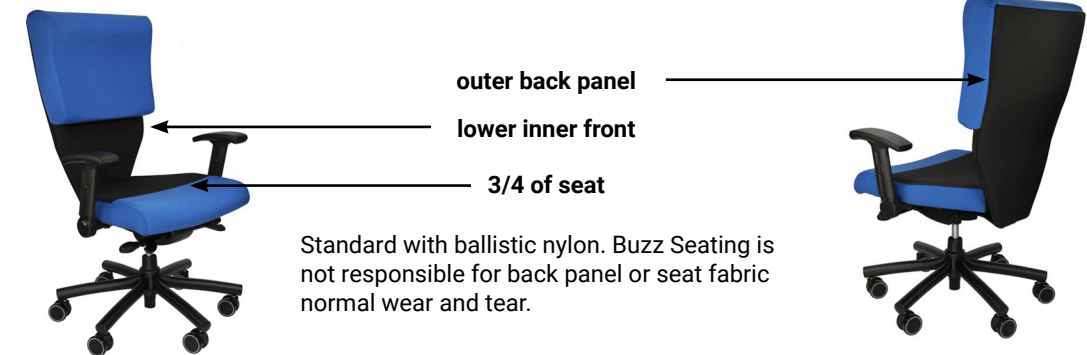 outer back panel
lower inner front
3/4 of seat
Standard with ballistic nylon. Buzz Seating is
not responsible for back panel or seat fabric
normal wear and tear.